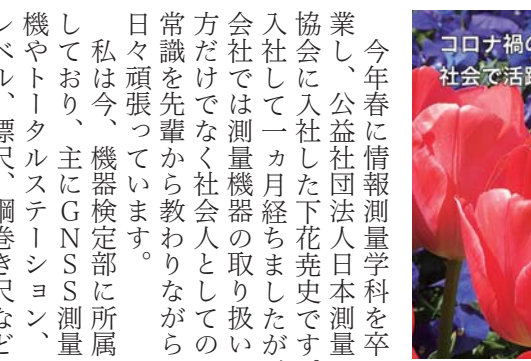 コロナ禍の
社会で活躍
今年春に情報測量学科を卒
業し、公益社団法人日本測量
協会に入社した下花尭史です。
入社して一ヵ月経ちましたが
会社では測量機器の取り扱い
方だけでなく社会人としての
常識を先輩から教わりながら
日々頑張っています。
私は今、機器検定部に所属
しており、主にGNSS測量
機やトータルステーション、
レベル、標尺、鋼巻き尺など